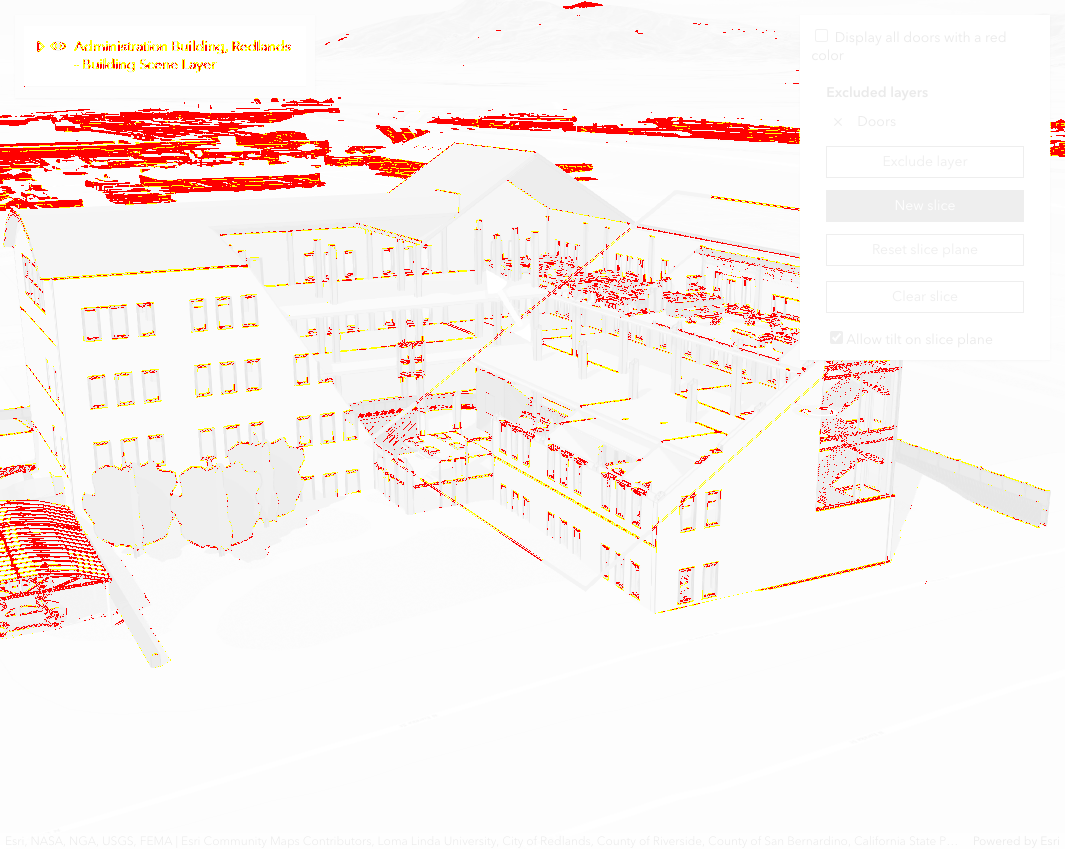 Administration Building, Redlands
- Building Scene Layer
Display all doors with a red
color
Excluded layers
× Doors
Exclude layer
New slice
Reset slice plane
Clear slice
Allow tilt on slice plane
Esri, NASA, NGA, USGS, FEMA | Esri Community Maps Contributors, Loma Linda University, City of Redlands, County of Riverside, County of San Bernardino, California State P... Powered by Esri